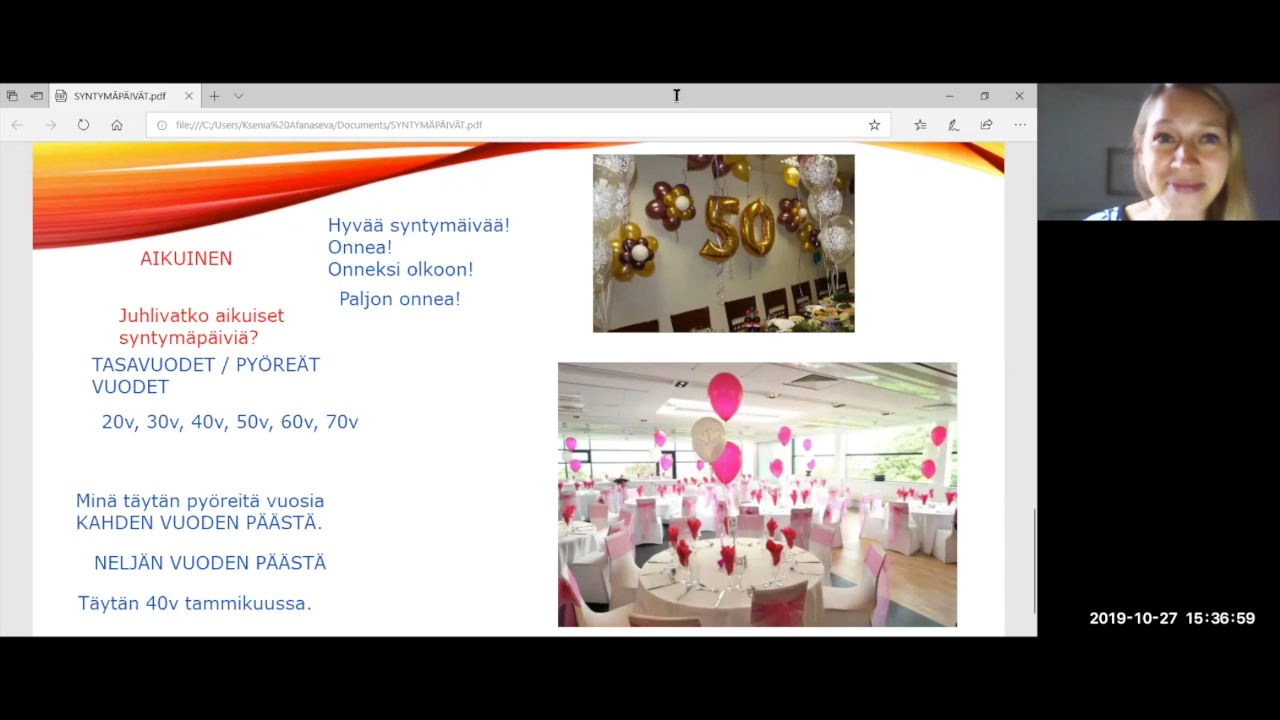 SYNTYMÄPÄIVÄT.pdf
file:///C:/Users/Ksenia%20Afanaseva/Documents/SYNTYMÄPÄIVÄT.pdf
Hyvää syntymäivää!
Onnea!
AIKUINEN
Onneksi olkoon!
Paljon onnea!
Juhlivatko aikuiset
syntymäpäiviä?
TASAVUODET / PYÖREÄT
VUODET
20v, 30v, 40v, 50v, 60v, 70v
Minä täytän pyöreitä vuosia
KAHDEN VUODEN PÄÄSTÄ.
NELJÄN VUODEN PÄÄSTÄ
Täytän 40v tammikuussa.
50
2019-10-27 15:36:59